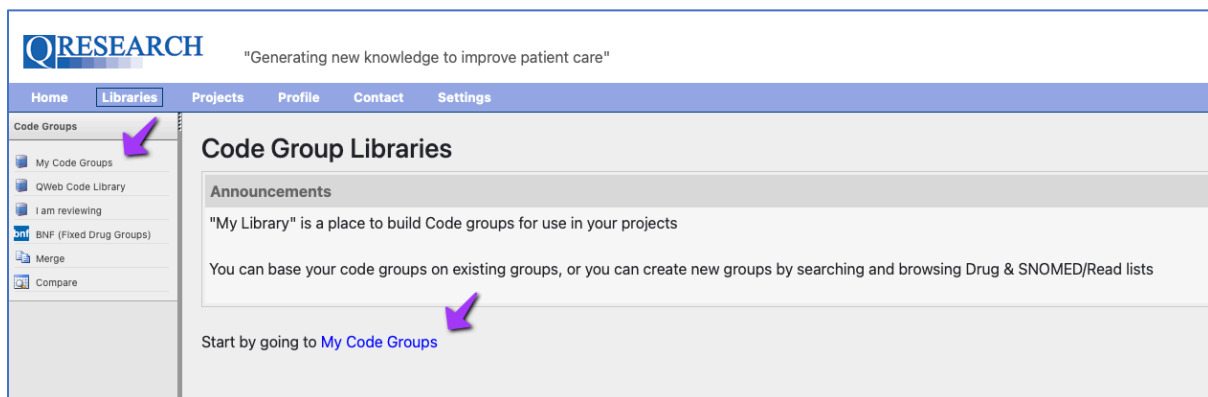 QRESEARCH
"Generating new knowledge to improve patient care"
Home Libraries Projects Profile Contact Settings
Code Groups
My Code Groups
QWeb Code Library
I am reviewing
bnf BNF (Fixed Drug Groups)
Merge
Compare
Code Group Libraries
Announcements
"My Library" is a place to build Code groups for use in your projects
You can base your code groups on existing groups, or you can create new groups by searching and browsing Drug & SNOMED/Read lists
Start by going to My Code Groups